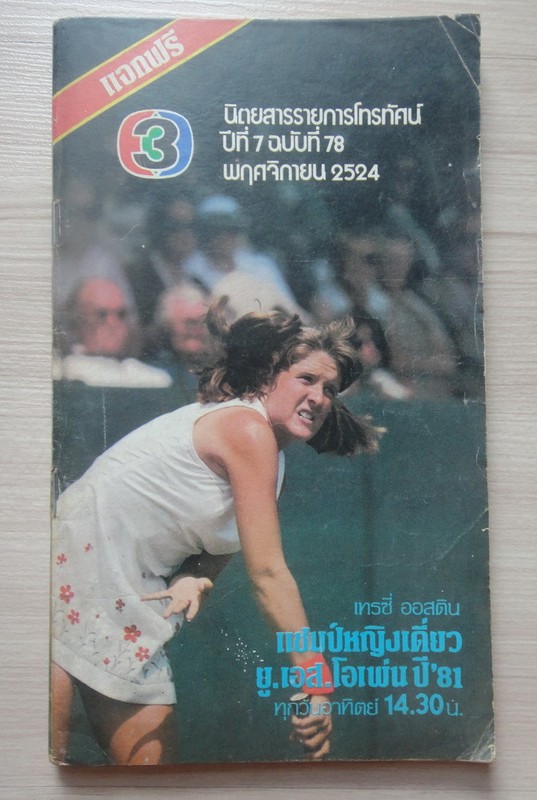 แจกฟรี
3
นิตยสารรายการโทรทัศน์
ปีที่ 7 ฉบับที่ 78
พฤศจิกายน 2524
เทรซี่ ออสติน
แชมป์หญิงเดี่ยว
ยู.เอส.โอเพ่น ปี'81
ทุกวันอาทิตย์ 14.30 น.